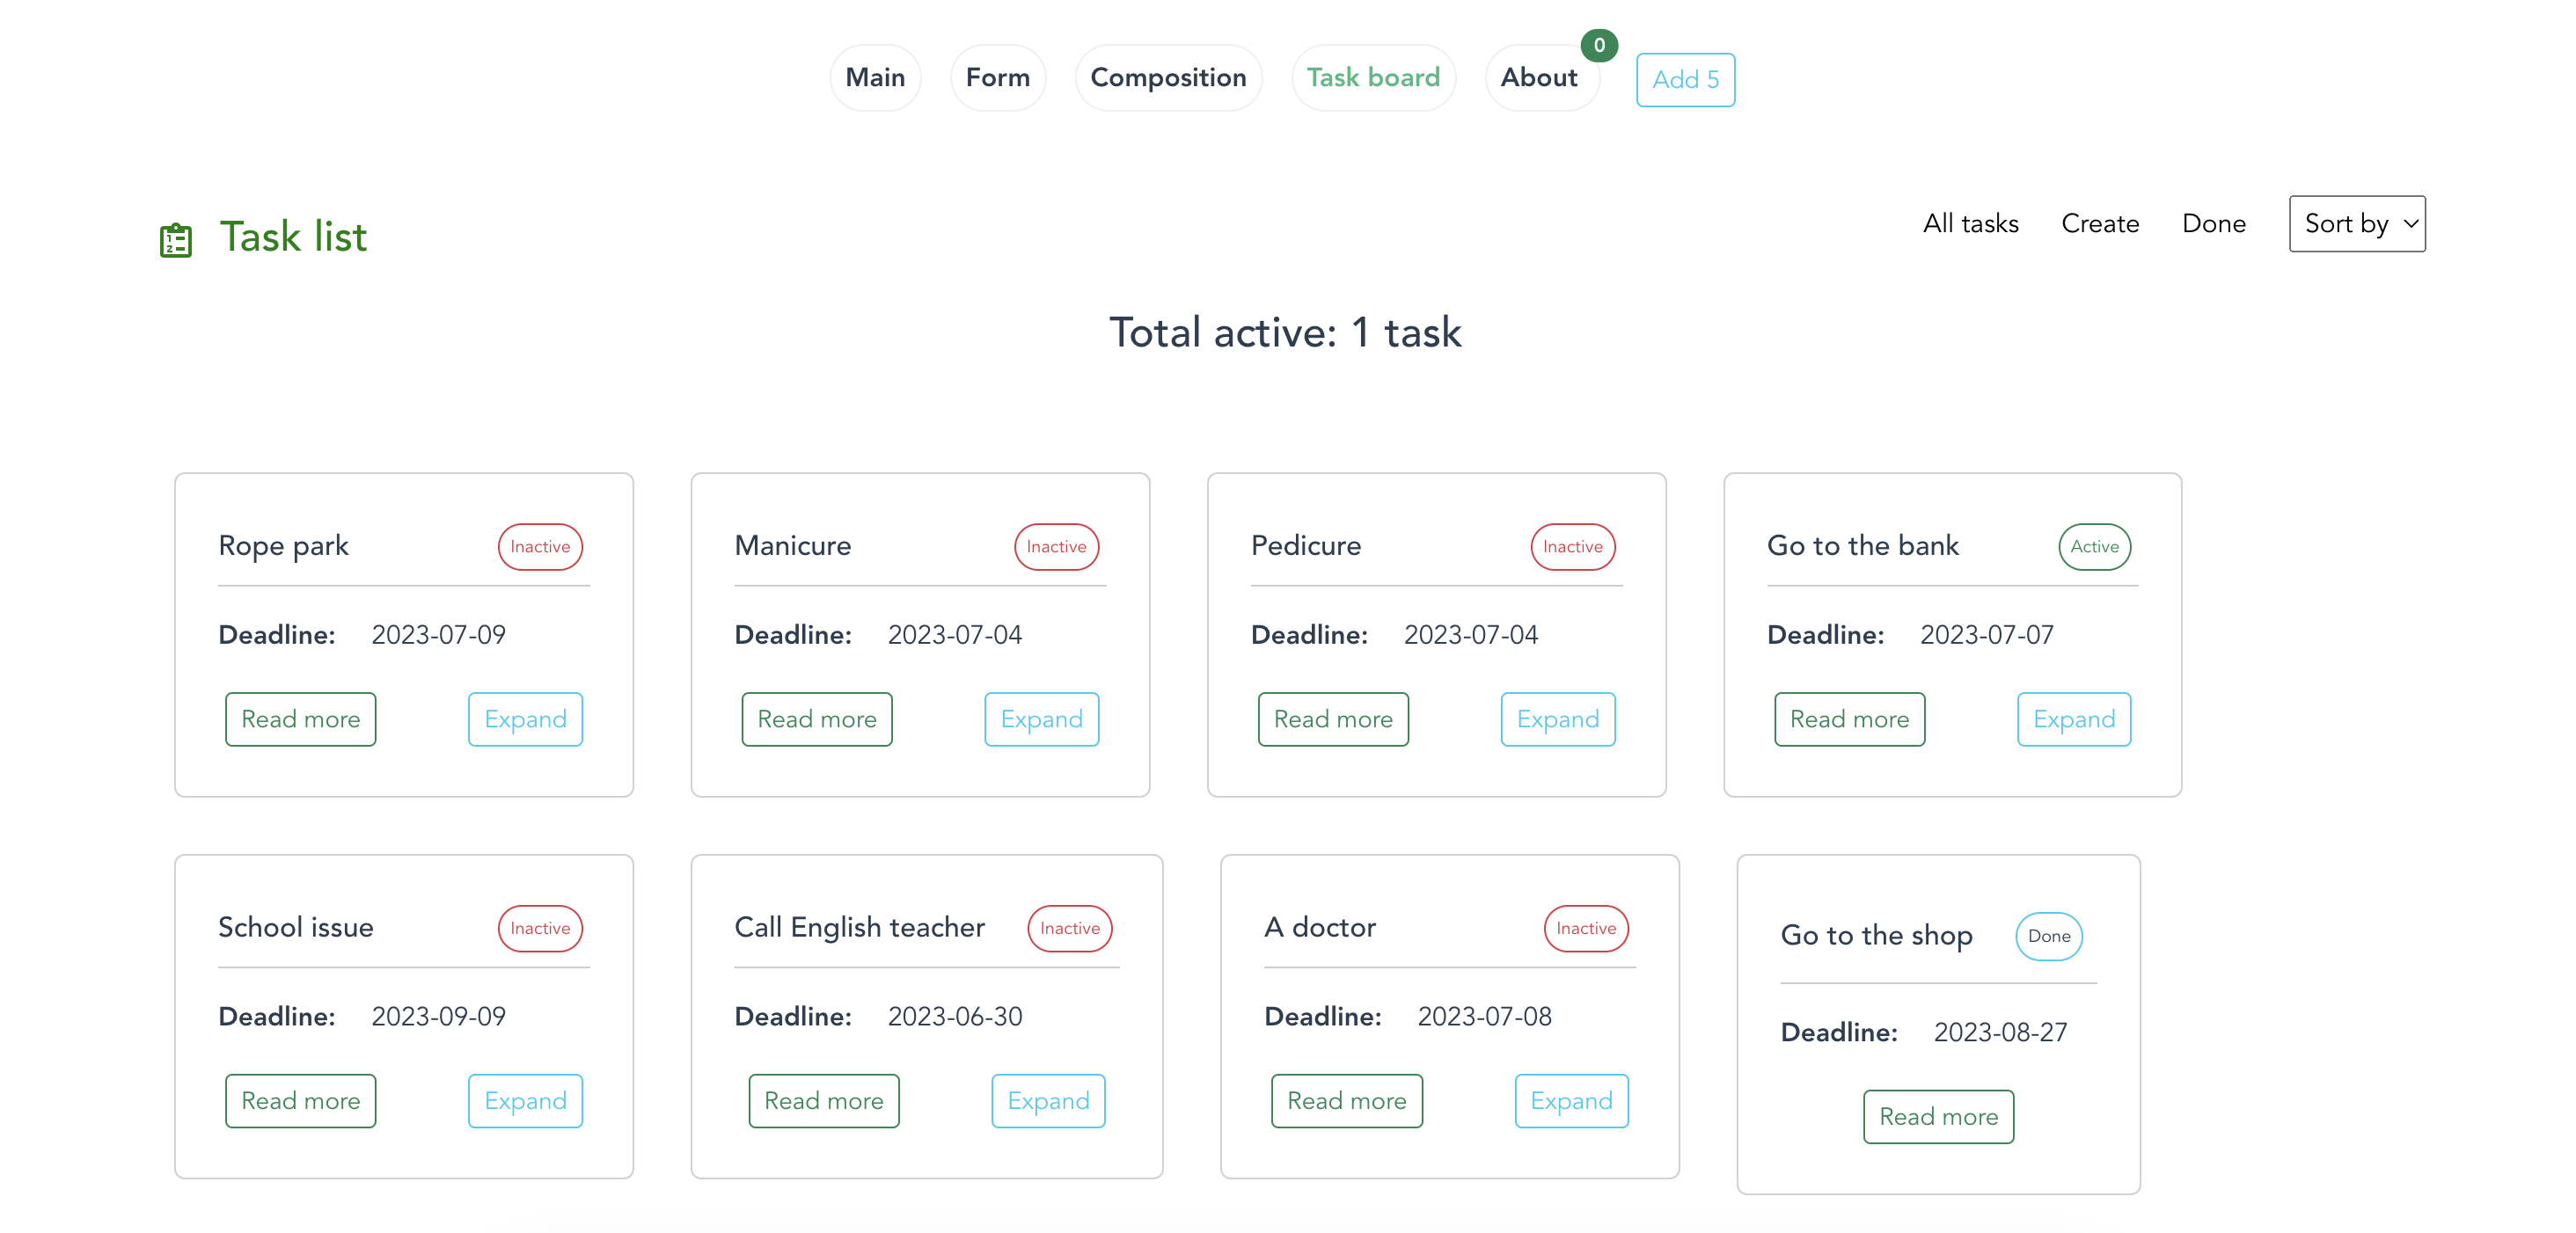 Main Form Composition Task board About 0 Add 5
Task list
All tasks Create Done Sort by
Total active: 1 task
Rope park Inactive
Deadline: 2023-07-09
Read more Expand
Manicure Inactive
Deadline: 2023-07-04
Read more Expand
Pedicure Inactive
Deadline: 2023-07-04
Read more Expand
Go to the bank Active
Deadline: 2023-07-07
Read more Expand
School issue Inactive
Deadline: 2023-09-09
Read more Expand
Call English teacher Inactive
Deadline: 2023-06-30
Read more Expand
A doctor Inactive
Deadline: 2023-07-08
Read more Expand
Go to the shop Done
Deadline: 2023-08-27
Read more